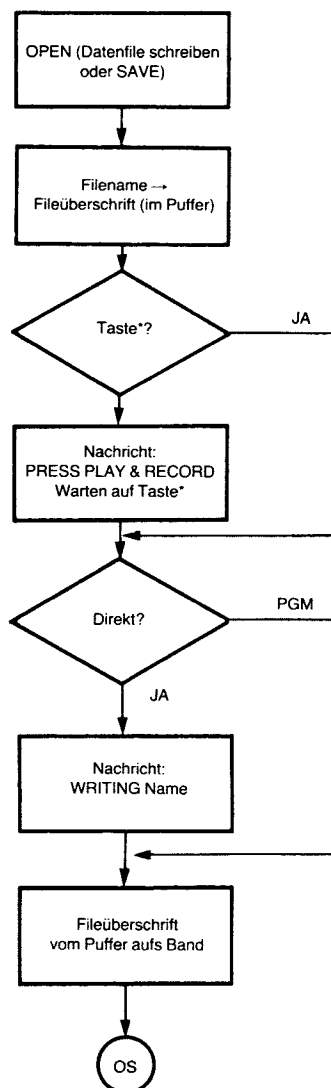 OPEN (Datenfile schreiben
oder SAVE)
Filename →
Fileüberschrift (im Puffer)
Taste*?
JA
Nachricht:
PRESS PLAY & RECORD
Warten auf Taste*
Direkt?
PGM
JA
Nachricht:
WRITING Name
Fileüberschrift
vom Puffer aufs Band
OS